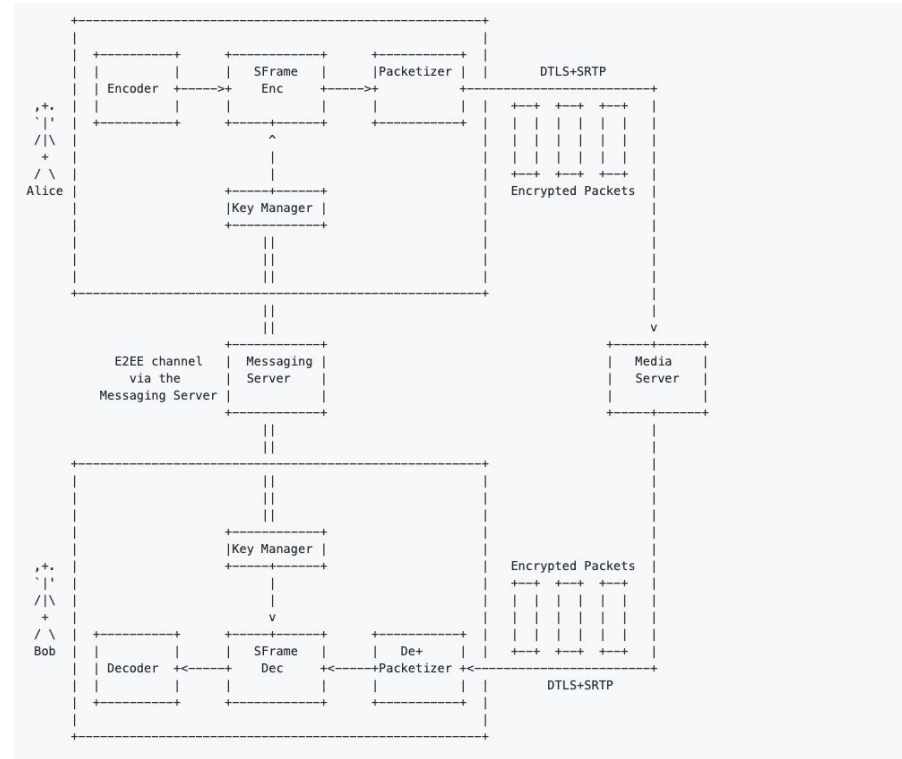 SFrame Packetizer DTLS+SRTP
Encoder Enc
Alice Encrypted Packets
Key Manager
E2EE channel Messaging Media
via the Server Server
Messaging Server
Key Manager
Encrypted Packets
Bob SFrame De+
Decoder Dec Packetizer
DTLS+SRTP